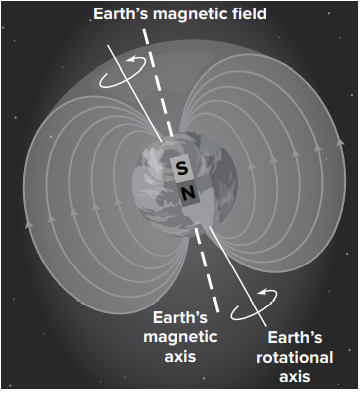 Earth's magnetic field
S
N
Earth's
magnetic
axis
Earth's
rotational
axis